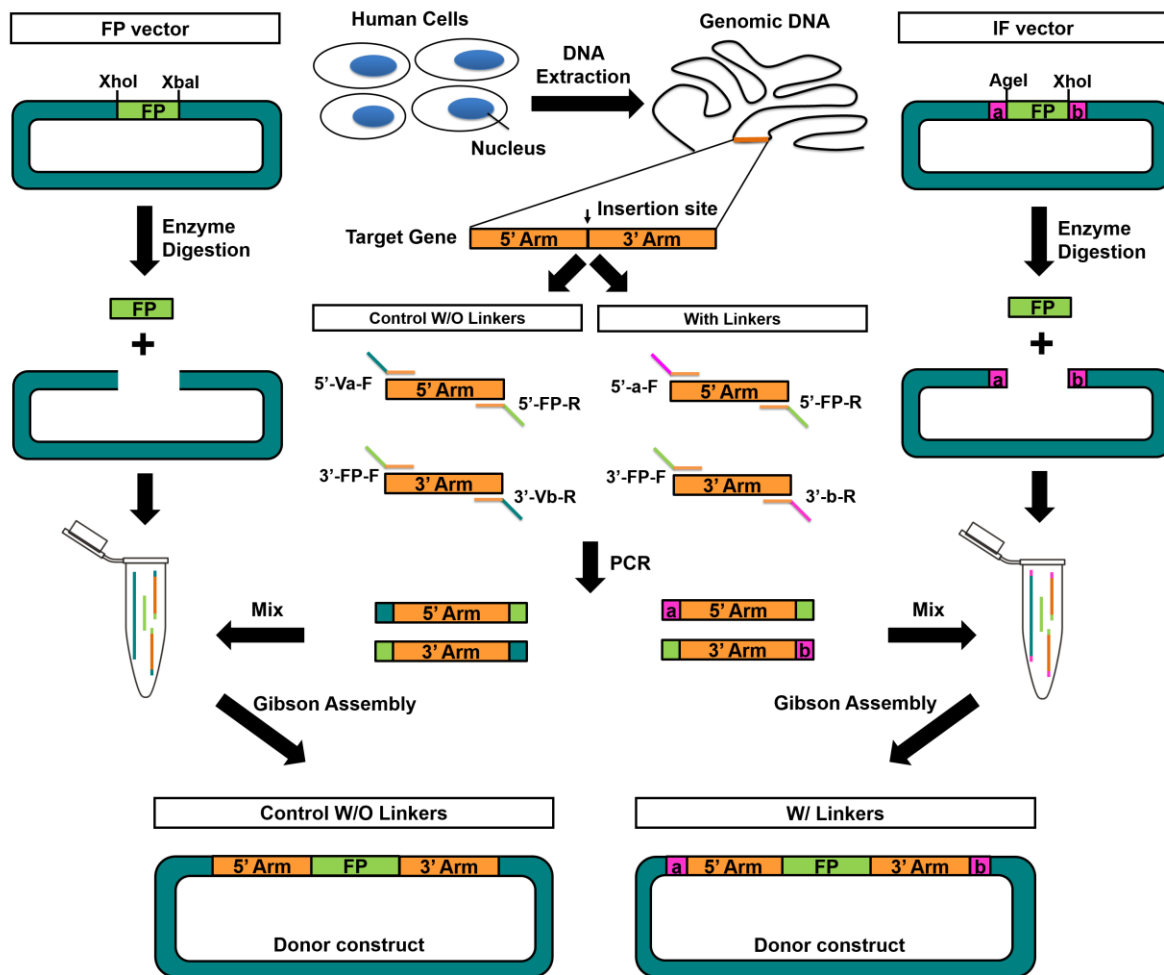 FP vector
XhoI
XbaI
FP
Enzyme
Digestion
FP
+
Human Cells
Nucleus
DNA
Extraction
Genomic DNA
Insertion site
Target Gene
5’ Arm
3’ Arm
IF vector
AgeI
XhoI
a
FP
b
Enzyme
Digestion
FP
+
a
b
Control W/O Linkers
5’-Va-F
5’ Arm
5’-FP-R
3’-FP-F
3’ Arm
3’-Vb-R
With Linkers
5’-a-F
5’ Arm
5’-FP-R
3’-FP-F
3’ Arm
3’-b-R
PCR
Mix
5’ Arm
3’ Arm
a
5’ Arm
3’ Arm
b
Mix
Gibson Assembly
Gibson Assembly
Control W/O Linkers
5’ Arm
FP
3’ Arm
Donor construct
W/ Linkers
a
5’ Arm
FP
3’ Arm
b
Donor construct